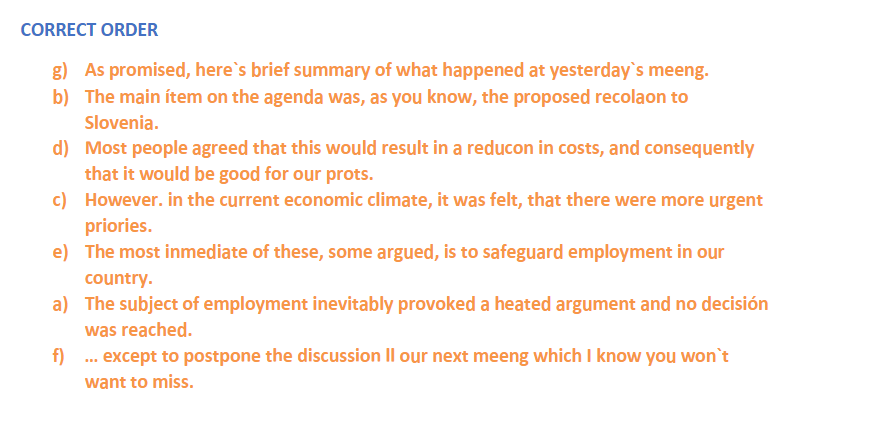 CORRECT ORDER
g) As promised, here`s brief summary of what happened at yesterday`s meeng.
b) The main ítem on the agenda was, as you know, the proposed recolaon to
Slovenia.
d) Most people agreed that this would result in a reducon in costs, and consequently
that it would be good for our prots.
c) However. in the current economic climate, it was felt, that there were more urgent
priories.
e) The most inmediate of these, some argued, is to safeguard employment in our
country.
a) The subject of employment inevitably provoked a heated argument and no decisión
was reached.
f) ... except to postpone the discussion ll our next meeng which I know you won`t
want to miss.